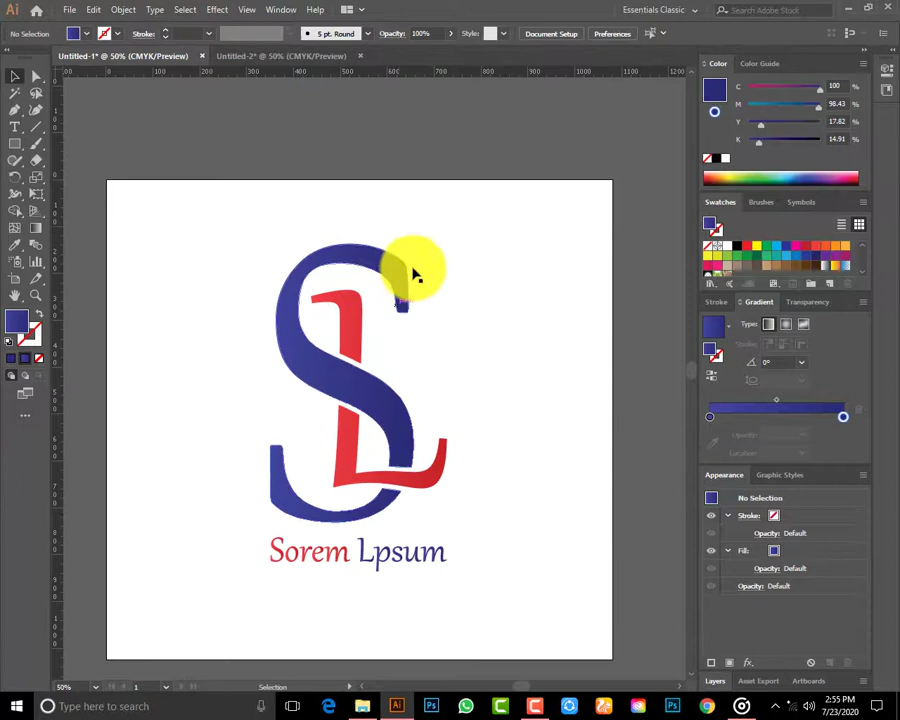 Ai File Edit Object Type Select Effect View Window Help Essentials Classic Search Adobe Stock
No Selection Stroke: 5 pt. Round Opacity: 100% Style: Document Setup Preferences
Untitled-1* @ 50% (CMYK/Preview) Untitled-2* @ 50% (CMYK/Preview)
Color Color Guide
C 100 %
M 98.43 %
Y 17.82 %
K 14.91 %
Swatches Brushes Symbols
Stroke Gradient Transparency
Type:
Stroke:
0°
Opacity:
Location:
Appearance Graphic Styles
No Selection
Stroke:
Opacity: Default
Fill:
Opacity: Default
Opacity: Default
SL
Sorem Lpsum
Layers Asset Export Artboards
50% 1 Selection
Type here to search
2:55 PM
7/23/2020